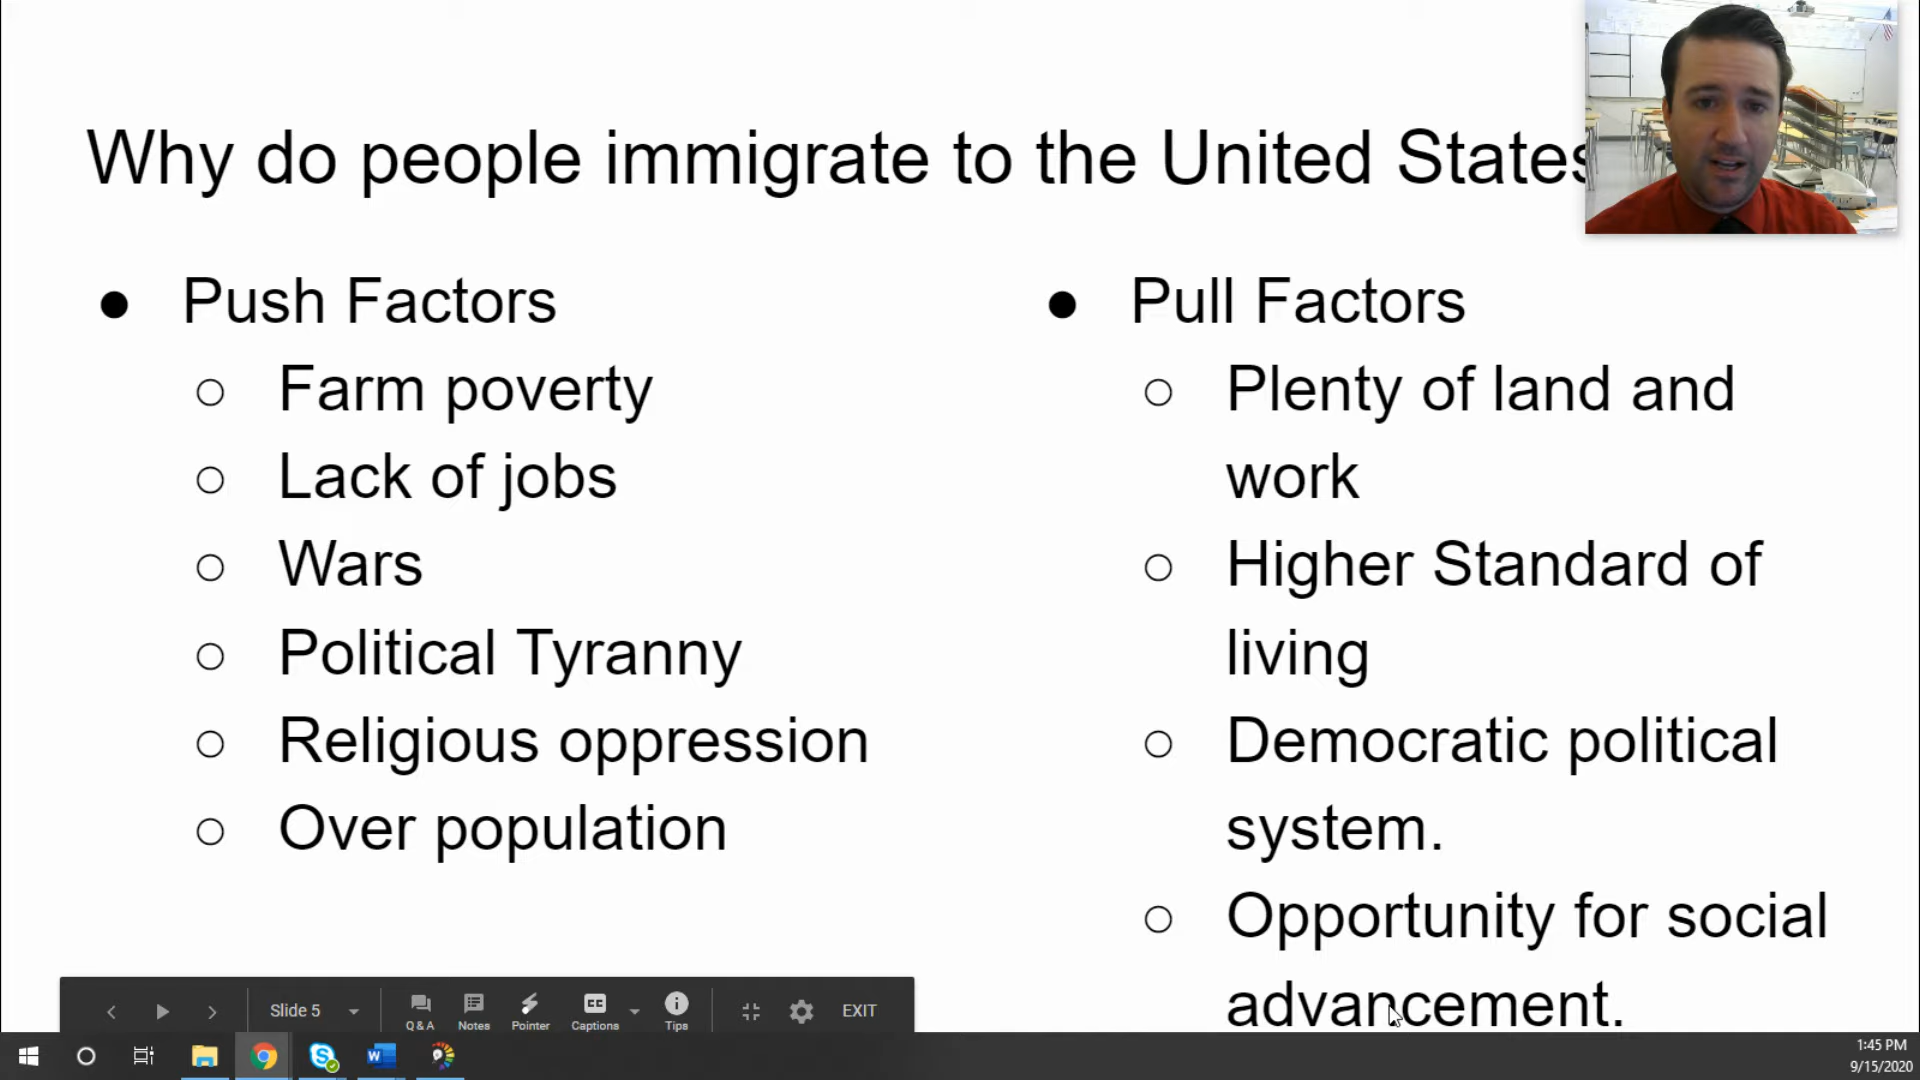 Why do people immigrate to the United States
● Push Factors
○ Farm poverty
○ Lack of jobs
○ Wars
○ Political Tyranny
○ Religious oppression
○ Over population
● Pull Factors
○ Plenty of land and
work
○ Higher Standard of
living
○ Democratic political
system.
○ Opportunity for social
advancement.
Slide 5
Q & A
Notes
Pointer
Captions
Tips
EXIT
1:45 PM
9/15/2020